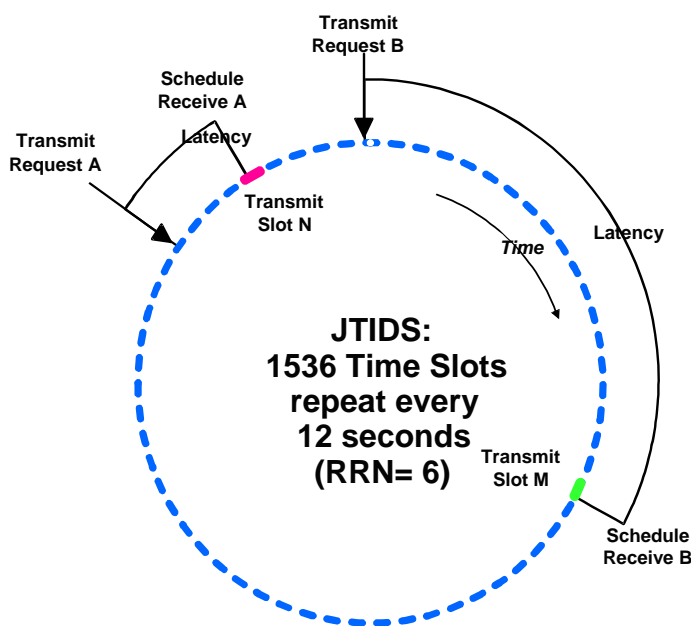 Transmit
Request B
Schedule
Receive A
Latency
Transmit
Request A
Transmit
Slot N
Time
Latency
JTIDS:
1536 Time Slots
repeat every
12 seconds
(RRN= 6)
Transmit
Slot M
Schedule
Receive B